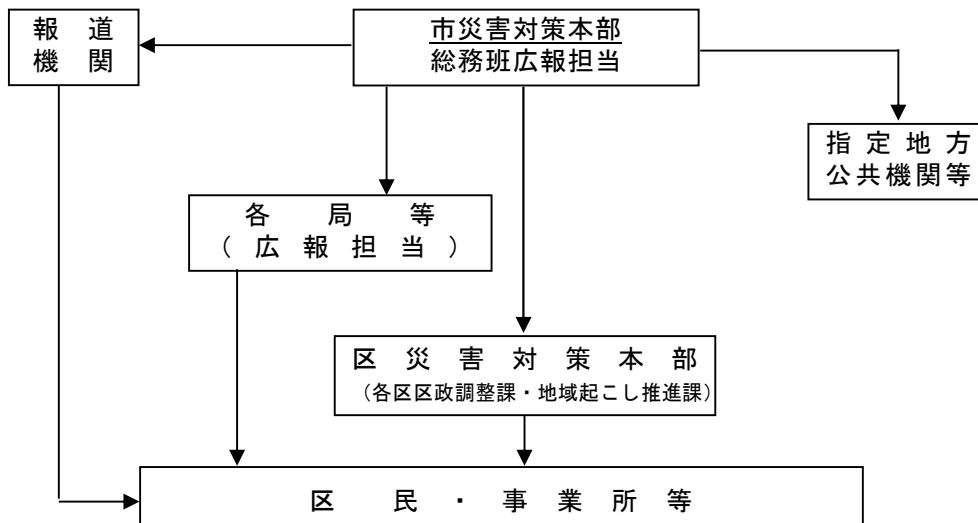 報道
機関
市災害対策本部
総務班広報担当
指定地方
公共機関等
各局等
(広報担当)
区災害対策本部
(各区区政調整課・地域起こし推進課)
区民・事業所等